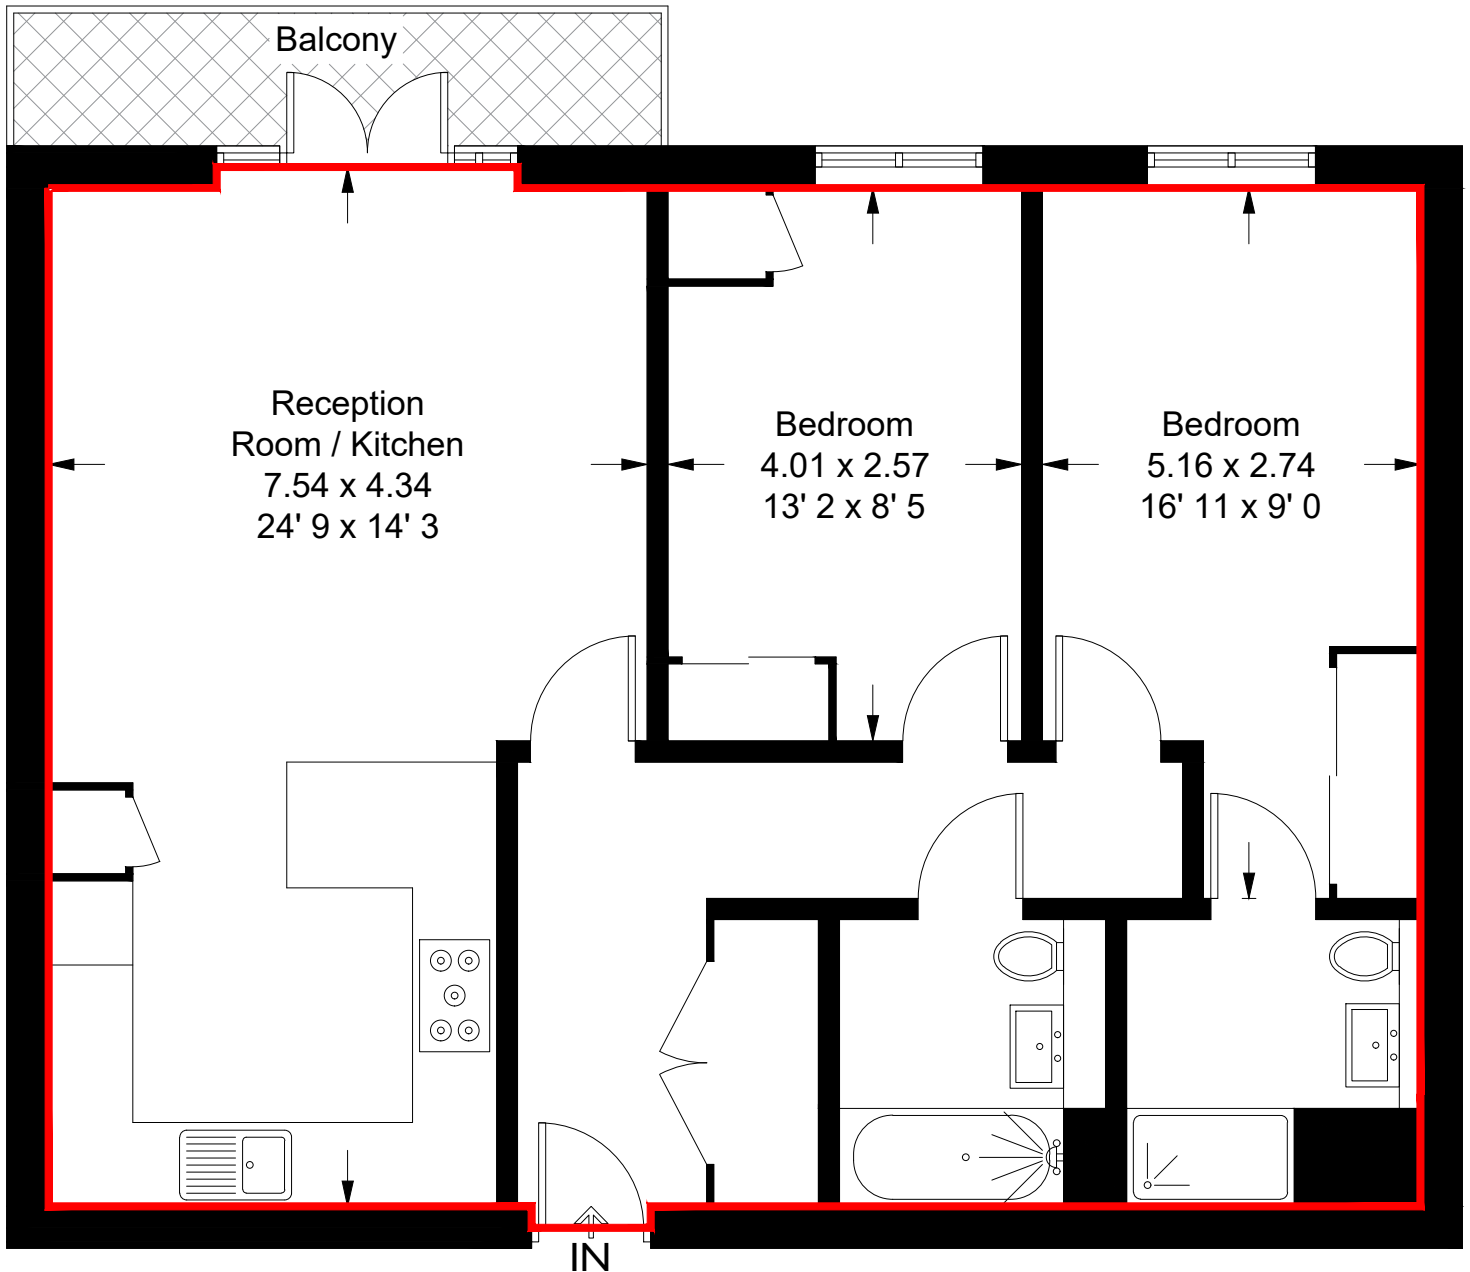 Balcony
Reception
Room / Kitchen
7.54 x 4.34
24' 9 x 14' 3
Bedroom
4.01 x 2.57
13' 2 x 8' 5
Bedroom
5.16 x 2.74
16' 11 x 9' 0
IN